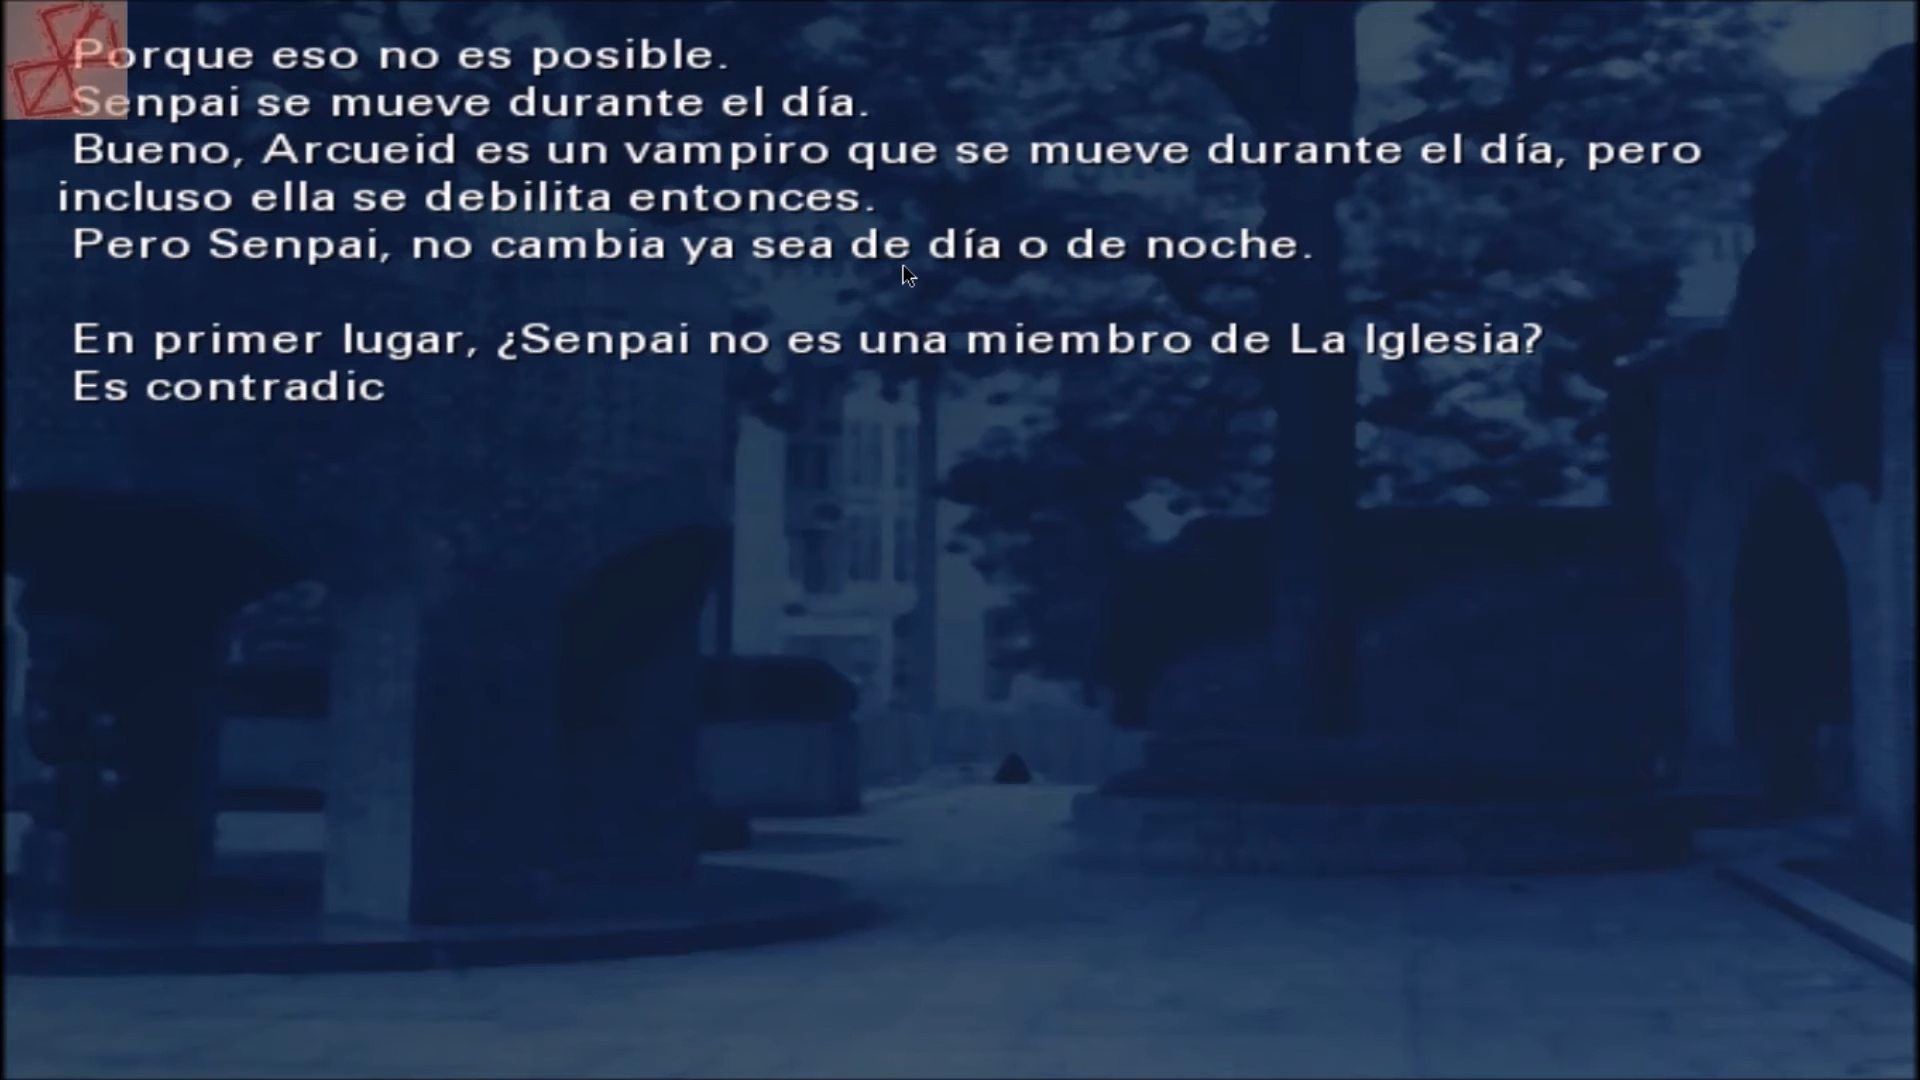 Porque eso no es posible.
Senpai se mueve durante el día.
Bueno, Arcueid es un vampiro que se mueve durante el día, pero
incluso ella se debilita entonces.
Pero Senpai, no cambia ya sea de día o de noche.
En primer lugar, ¿Senpai no es una miembro de La Iglesia?
Es contradic